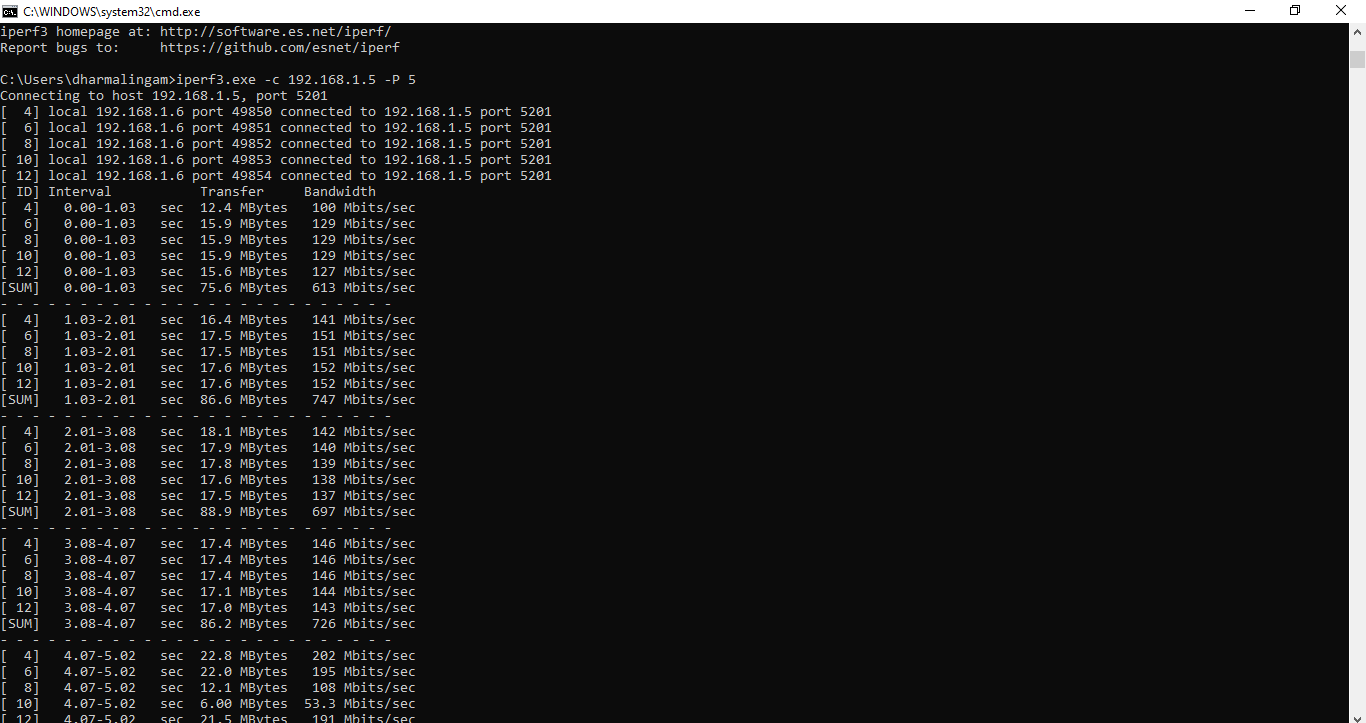 C:\WINDOWS\system32\cmd.exe
iperf3 homepage at: http://software.es.net/iperf/
Report bugs to:     https://github.com/esnet/iperf
C:\Users\dharmalingam>iperf3.exe -c 192.168.1.5 -P 5
Connecting to host 192.168.1.5, port 5201
[  4] local 192.168.1.6 port 49850 connected to 192.168.1.5 port 5201
[  6] local 192.168.1.6 port 49851 connected to 192.168.1.5 port 5201
[  8] local 192.168.1.6 port 49852 connected to 192.168.1.5 port 5201
[ 10] local 192.168.1.6 port 49853 connected to 192.168.1.5 port 5201
[ 12] local 192.168.1.6 port 49854 connected to 192.168.1.5 port 5201
[ ID] Interval           Transfer     Bandwidth
[  4]   0.00-1.03   sec  12.4 MBytes   100 Mbits/sec
[  6]   0.00-1.03   sec  15.9 MBytes   129 Mbits/sec
[  8]   0.00-1.03   sec  15.9 MBytes   129 Mbits/sec
[ 10]   0.00-1.03   sec  15.9 MBytes   129 Mbits/sec
[ 12]   0.00-1.03   sec  15.6 MBytes   127 Mbits/sec
[SUM]   0.00-1.03   sec  75.6 MBytes   613 Mbits/sec
- - - - - - - - - - - - - - - - - - - - - - - - -
[  4]   1.03-2.01   sec  16.4 MBytes   141 Mbits/sec
[  6]   1.03-2.01   sec  17.5 MBytes   151 Mbits/sec
[  8]   1.03-2.01   sec  17.5 MBytes   151 Mbits/sec
[ 10]   1.03-2.01   sec  17.6 MBytes   152 Mbits/sec
[ 12]   1.03-2.01   sec  17.6 MBytes   152 Mbits/sec
[SUM]   1.03-2.01   sec  86.6 MBytes   747 Mbits/sec
- - - - - - - - - - - - - - - - - - - - - - - - -
[  4]   2.01-3.08   sec  18.1 MBytes   142 Mbits/sec
[  6]   2.01-3.08   sec  17.9 MBytes   140 Mbits/sec
[  8]   2.01-3.08   sec  17.8 MBytes   139 Mbits/sec
[ 10]   2.01-3.08   sec  17.6 MBytes   138 Mbits/sec
[ 12]   2.01-3.08   sec  17.5 MBytes   137 Mbits/sec
[SUM]   2.01-3.08   sec  88.9 MBytes   697 Mbits/sec
- - - - - - - - - - - - - - - - - - - - - - - - -
[  4]   3.08-4.07   sec  17.4 MBytes   146 Mbits/sec
[  6]   3.08-4.07   sec  17.4 MBytes   146 Mbits/sec
[  8]   3.08-4.07   sec  17.4 MBytes   146 Mbits/sec
[ 10]   3.08-4.07   sec  17.1 MBytes   144 Mbits/sec
[ 12]   3.08-4.07   sec  17.0 MBytes   143 Mbits/sec
[SUM]   3.08-4.07   sec  86.2 MBytes   726 Mbits/sec
- - - - - - - - - - - - - - - - - - - - - - - - -
[  4]   4.07-5.02   sec  22.8 MBytes   202 Mbits/sec
[  6]   4.07-5.02   sec  22.0 MBytes   195 Mbits/sec
[  8]   4.07-5.02   sec  12.1 MBytes   108 Mbits/sec
[ 10]   4.07-5.02   sec  6.00 MBytes  53.3 Mbits/sec
[ 12]   4.07-5.02   sec  21.5 MBytes   191 Mbits/sec